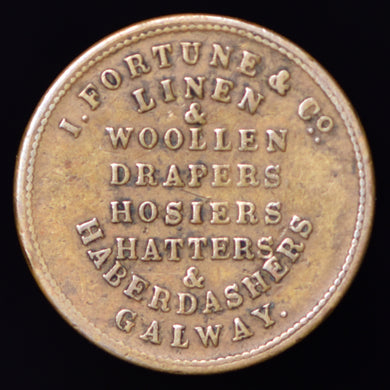 I. FORTUNE & Co.
LINEN
&
WOOLLEN
DRAPERS
HOSIERS
HATTERS
&
HABERDASHERS
GALWAY.